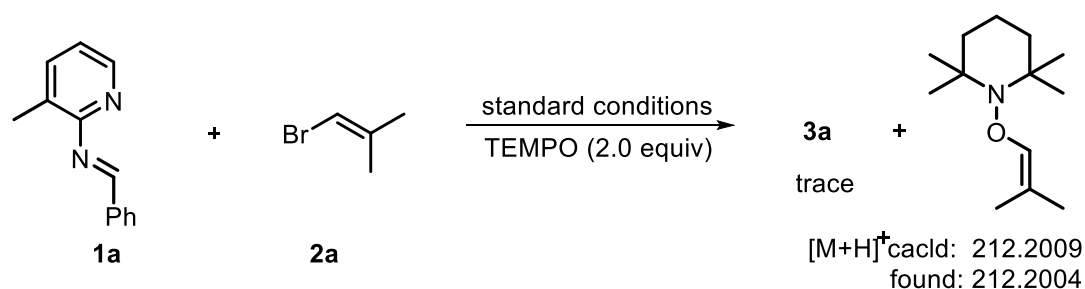 N
N
Ph
1a
+
Br
2a
standard conditions
TEMPO (2.0 equiv)
3a
trace
+
N
O
[M+H]+cacld: 212.2009
found: 212.2004